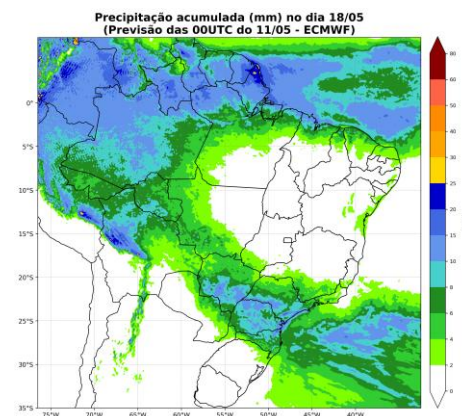 Precipitação acumulada (mm) no dia 18/05
(Previsão das 00UTC do 11/05 - ECMWF)
80
60
50
40
30
25
20
15
10
8
6
4
2
0
0°
5°S
10°S
15°S
20°S
25°S
30°S
35°S
75°W
70°W
65°W
60°W
55°W
50°W
45°W
40°W